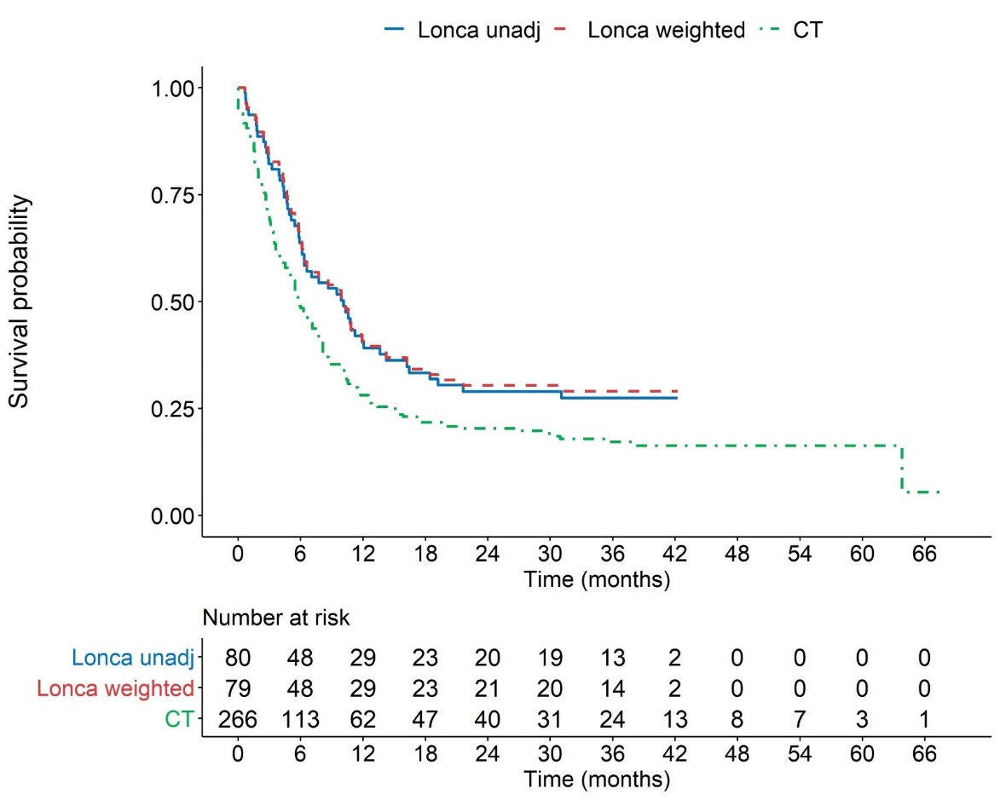 Lonca unadj Lonca weighted CT
Survival probability
1.00
0.75
0.50
0.25
0.00
0 6 12 18 24 30 36 42 48 54 60 66
Time (months)
Number at risk
Lonca unadj 80 48 29 23 20 19 13 2 0 0 0 0
Lonca weighted 79 48 29 23 21 20 14 2 0 0 0 0
CT 266 113 62 47 40 31 24 13 8 7 3 1
0 6 12 18 24 30 36 42 48 54 60 66
Time (months)